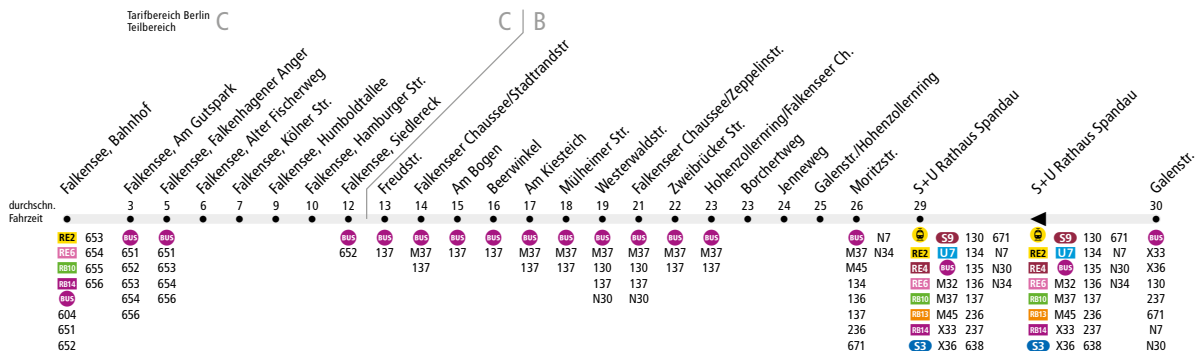 Tarifbereich Berlin
Teilbereich C
C | B
Falkensee, Bahnhof
Falkensee, Am Gutspark
Falkensee, Falkenhagener Anger
Falkensee, Alter Fischerweg
Falkensee, Kölner Str.
Falkensee, Humboldtallee
Falkensee, Hamburger Str.
Falkensee, Siedlereck
Freudstr.
Falkenseer Chaussee/Stadtrandstr
Am Bogen
Beerwinkel
Am Kiesteich
Mülheimer Str.
Westerwaldstr.
Falkenseer Chaussee/Zeppelinstr.
Zweibrücker Str.
Hohenzollernring/Falkenseer Ch.
Borchertweg
Jenneweg
Galenstr./Hohenzollernring
Moritzstr.
S+U Rathaus Spandau
S+U Rathaus Spandau
Galenstr.
durchschn. 3 5 6 7 9 10 12 13 14 15 16 17 18 19 21 22 23 23 24 25 26 29 30
Fahrzeit
RE2 653 BUS BUS BUS BUS BUS BUS BUS BUS BUS BUS BUS BUS BUS BUS N7 S9 130 671 S9 130 671 BUS
RE6 654 651 651 652 137 M37 137 137 M37 M37 M37 M37 M37 M37 M37 N34 RE2 U7 134 N7 RE2 U7 134 N7 X33
RB10 655 652 653 137 137 137 130 130 137 137 M45 RE4 BUS 135 N30 RE4 BUS 135 N30 X36
RB14 656 653 654 137 137 134 RE6 M32 136 N34 RE6 M32 136 N34 130
BUS 654 656 N30 N30 136 RB10 M37 137 RB10 M37 137 237
604 656 137 RB13 M45 236 RB13 M45 236 671
651 236 RB14 X33 237 RB14 X33 237 N7
652 671 S3 X36 638 S3 X36 638 N30